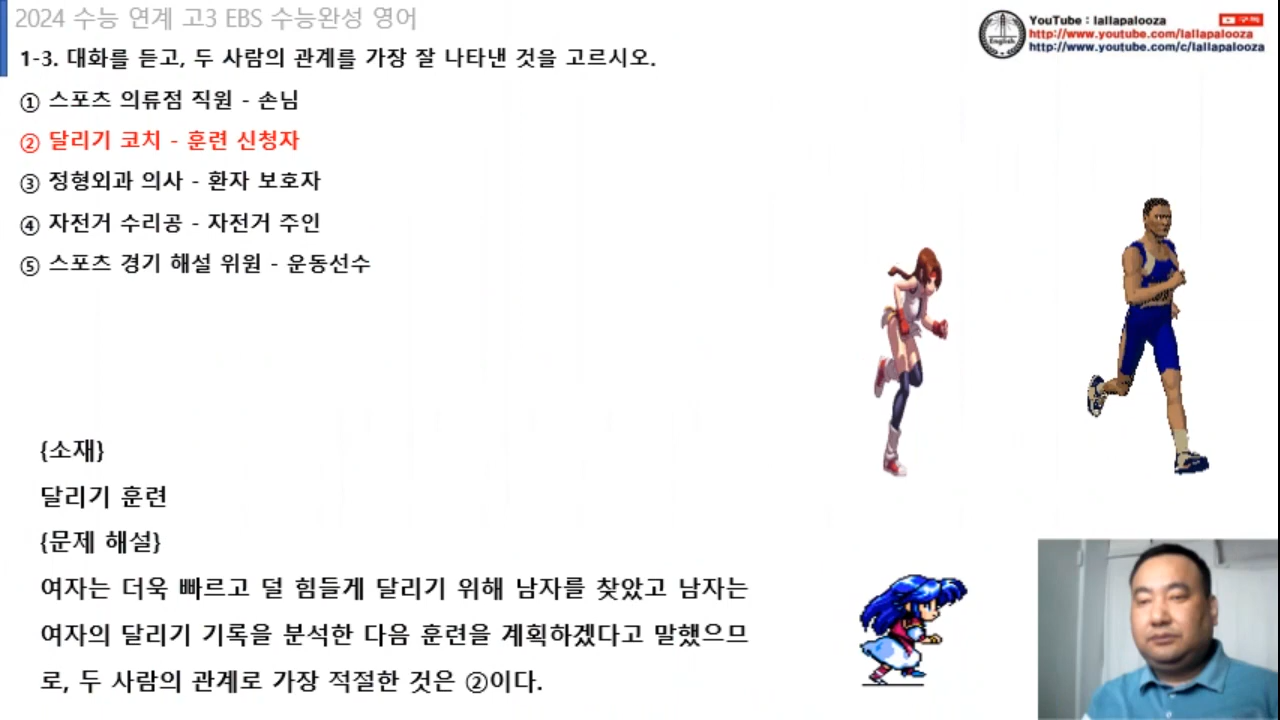 2024 수능 연계 고3 EBS 수능완성 영어
YouTube : lallapalooza
구독
http://www.youtube.com/lallapalooza
http://www.youtube.com/c/lallapalooza
English
1-3. 대화를 듣고, 두 사람의 관계를 가장 잘 나타낸 것을 고르시오.
① 스포츠 의류점 직원 - 손님
② 달리기 코치 - 훈련 신청자
③ 정형외과 의사 - 환자 보호자
④ 자전거 수리공 - 자전거 주인
⑤ 스포츠 경기 해설 위원 - 운동선수
{소재}
달리기 훈련
{문제 해설}
여자는 더욱 빠르고 덜 힘들게 달리기 위해 남자를 찾았고 남자는
여자의 달리기 기록을 분석한 다음 훈련을 계획하겠다고 말했으므
로, 두 사람의 관계로 가장 적절한 것은 ②이다.